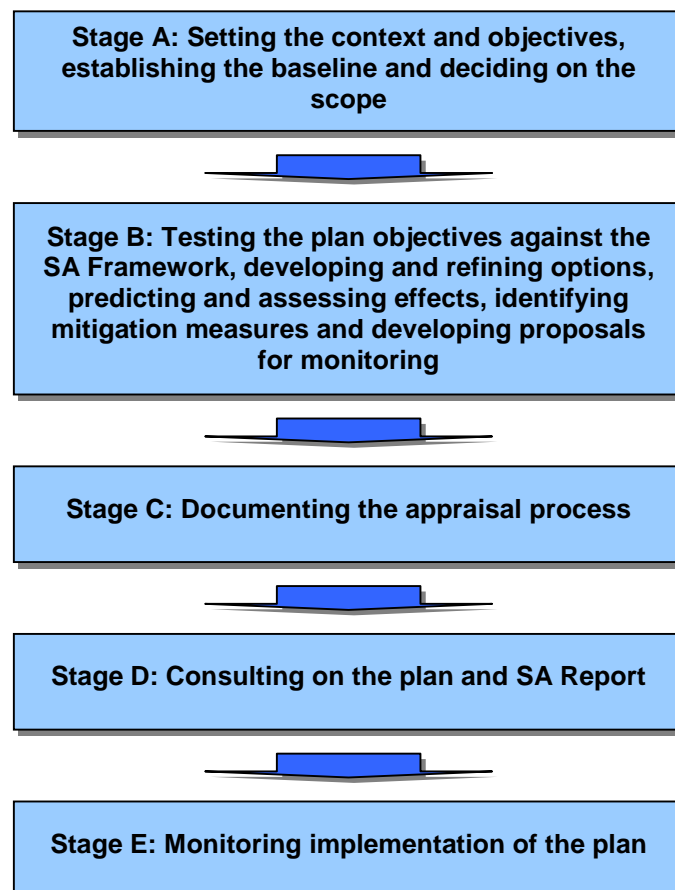 Stage A: Setting the context and objectives,
establishing the baseline and deciding on the
scope
Stage B: Testing the plan objectives against the
SA Framework, developing and refining options,
predicting and assessing effects, identifying
mitigation measures and developing proposals
for monitoring
Stage C: Documenting the appraisal process
Stage D: Consulting on the plan and SA Report
Stage E: Monitoring implementation of the plan